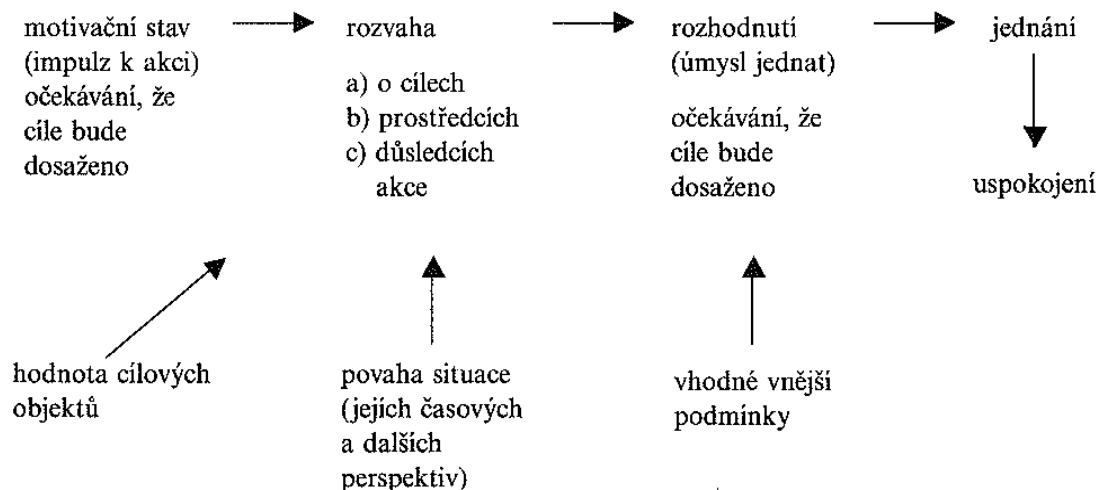 motivační stav
(impulz k akci)
očekávání, že
cíle bude
dosaženo
rozvaha
a) o cílech
b) prostředcích
c) důsledcích
akce
rozhodnutí
(úmysl jednat)
očekávání, že
cíle bude
dosaženo
jednání
uspokojení
hodnota cílových
objektů
povaha situace
(jejích časových
a dalších
perspektiv)
vhodné vnější
podmínky